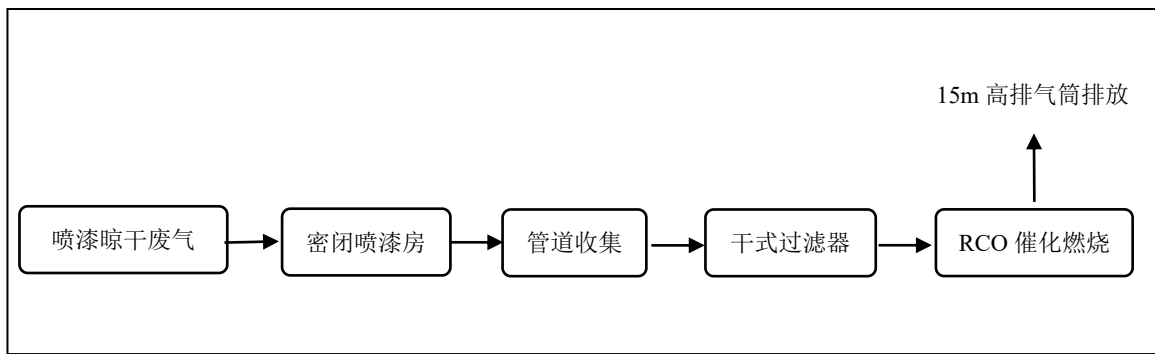 15m 高排气筒排放
喷漆晾干废气
密闭喷漆房
管道收集
干式过滤器
RCO 催化燃烧